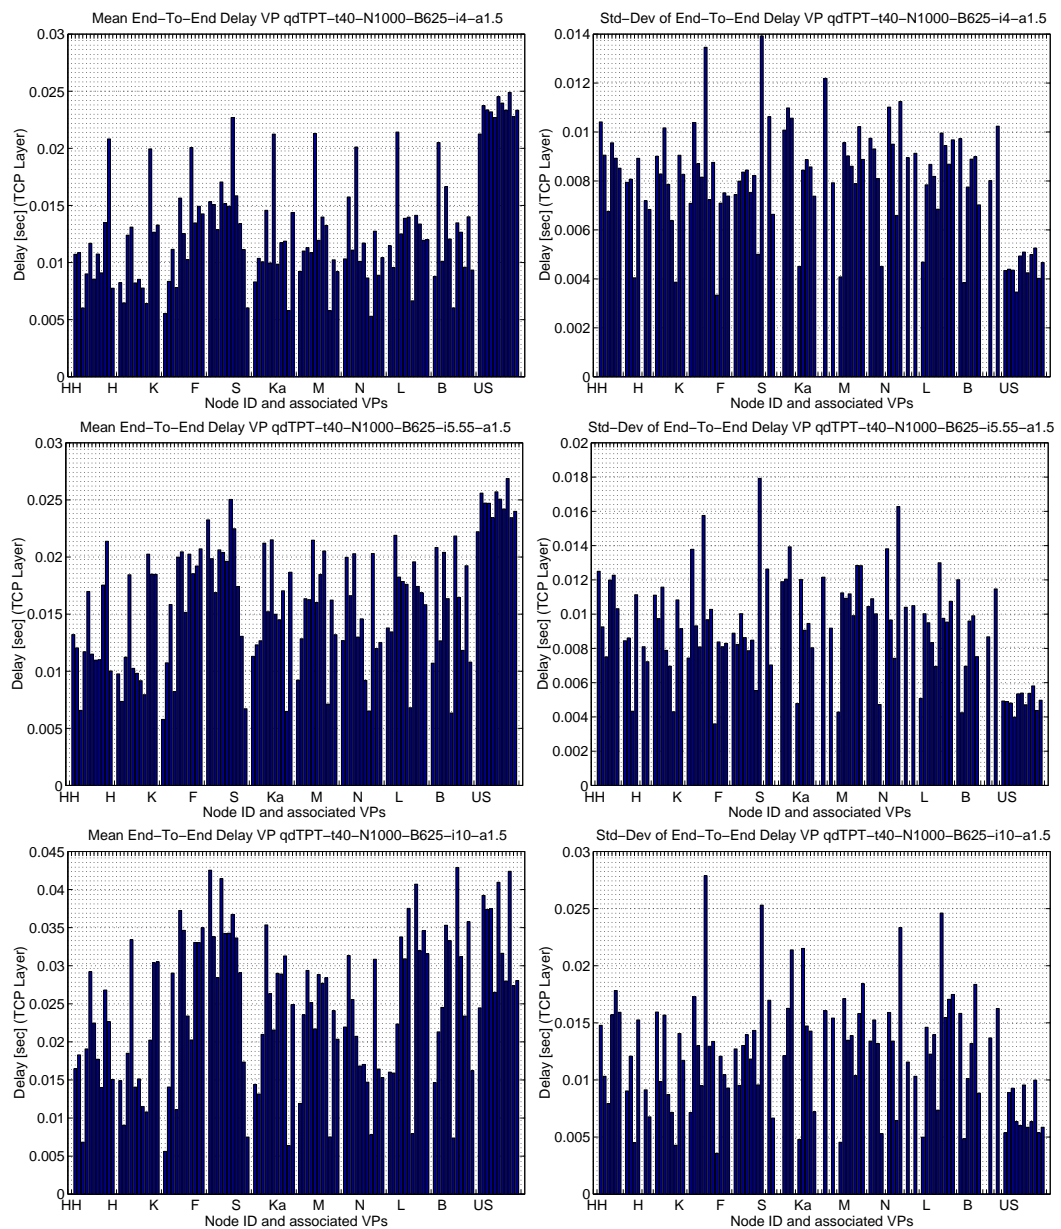 Mean End−To−End Delay VP qdTPT−t40−N1000−B625−i4−a1.5
0.03
0.025
0.02
0.015
0.01
0.005
0
Delay [sec] (TCP Layer)
HH H K F S Ka M N L B US
Node ID and associated VPs
Std−Dev of End−To−End Delay VP qdTPT−t40−N1000−B625−i4−a1.5
0.014
0.012
0.01
0.008
0.006
0.004
0.002
0
Delay [sec] (TCP Layer)
HH H K F S Ka M N L B US
Node ID and associated VPs
Mean End−To−End Delay VP qdTPT−t40−N1000−B625−i5.55−a1.5
0.03
0.025
0.02
0.015
0.01
0.005
0
Delay [sec] (TCP Layer)
HH H K F S Ka M N L B US
Node ID and associated VPs
Std−Dev of End−To−End Delay VP qdTPT−t40−N1000−B625−i5.55−a1.5
0.02
0.018
0.016
0.014
0.012
0.01
0.008
0.006
0.004
0.002
0
Delay [sec] (TCP Layer)
HH H K F S Ka M N L B US
Node ID and associated VPs
Mean End−To−End Delay VP qdTPT−t40−N1000−B625−i10−a1.5
0.045
0.04
0.035
0.03
0.025
0.02
0.015
0.01
0.005
0
Delay [sec] (TCP Layer)
HH H K F S Ka M N L B US
Node ID and associated VPs
Std−Dev of End−To−End Delay VP qdTPT−t40−N1000−B625−i10−a1.5
0.03
0.025
0.02
0.015
0.01
0.005
0
Delay [sec] (TCP Layer)
HH H K F S Ka M N L B US
Node ID and associated VPs